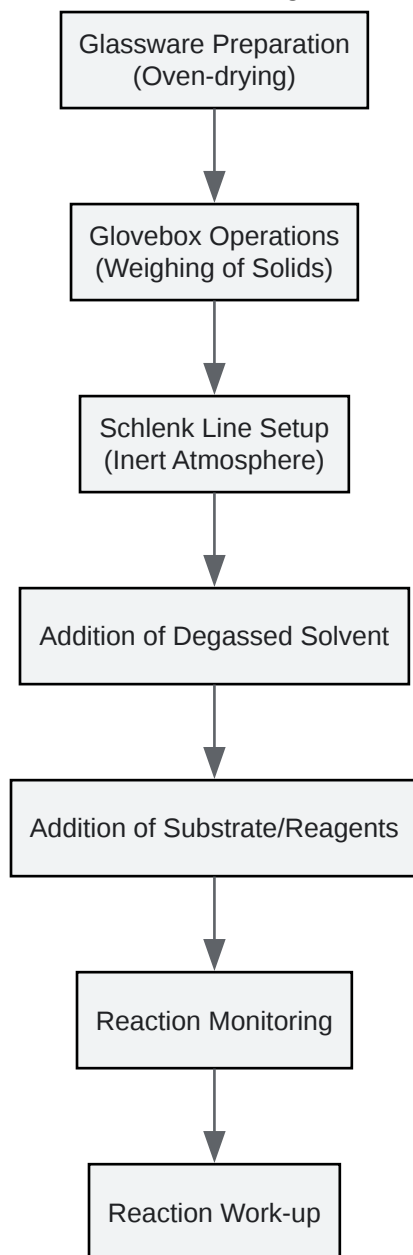 Glassware Preparation
(Oven-drying)
Glovebox Operations
(Weighing of Solids)
Schlenk Line Setup
(Inert Atmosphere)
Addition of Degassed Solvent
Addition of Substrate/Reagents
Reaction Monitoring
Reaction Work-up